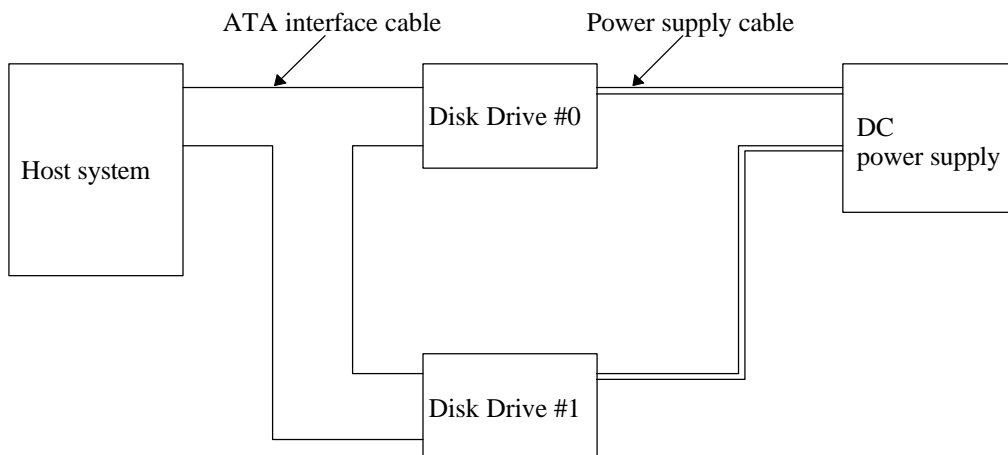 ATA interface cable
Power supply cable
Host system
Disk Drive #0
DC
power supply
Disk Drive #1